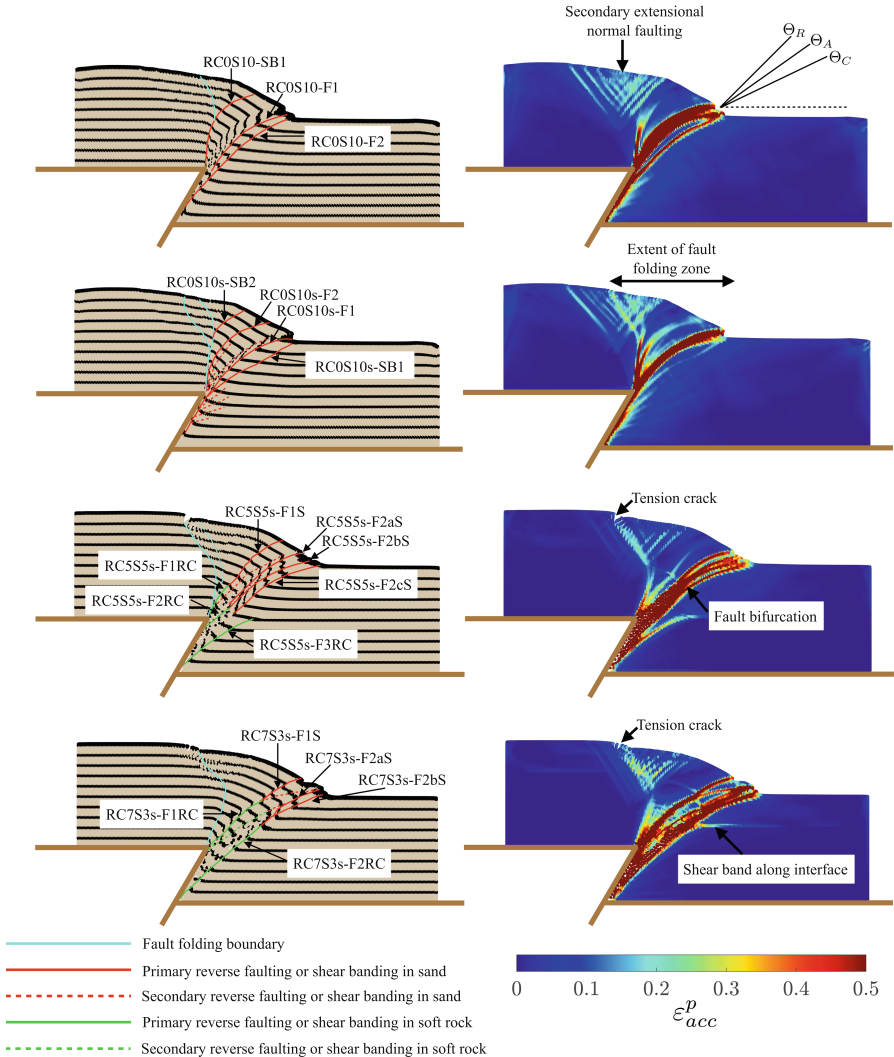 Secondary extensional
normal faulting
Θ_R
Θ_A
Θ_C
RC0S10-SB1
RC0S10-F1
RC0S10-F2
Extent of fault
folding zone
RC0S10s-SB2
RC0S10s-F2
RC0S10s-F1
RC0S10s-SB1
Tension crack
RC5S5s-F1S
RC5S5s-F2aS
RC5S5s-F2bS
RC5S5s-F1RC
RC5S5s-F2cS
RC5S5s-F2RC
Fault bifurcation
RC5S5s-F3RC
Tension crack
RC7S3s-F1S
RC7S3s-F2aS
RC7S3s-F2bS
RC7S3s-F1RC
RC7S3s-F2RC
Shear band along interface
Fault folding boundary
Primary reverse faulting or shear banding in sand
Secondary reverse faulting or shear banding in sand
Primary reverse faulting or shear banding in soft rock
Secondary reverse faulting or shear banding in soft rock
0 0.1 0.2 0.3 0.4 0.5
ε^p_acc